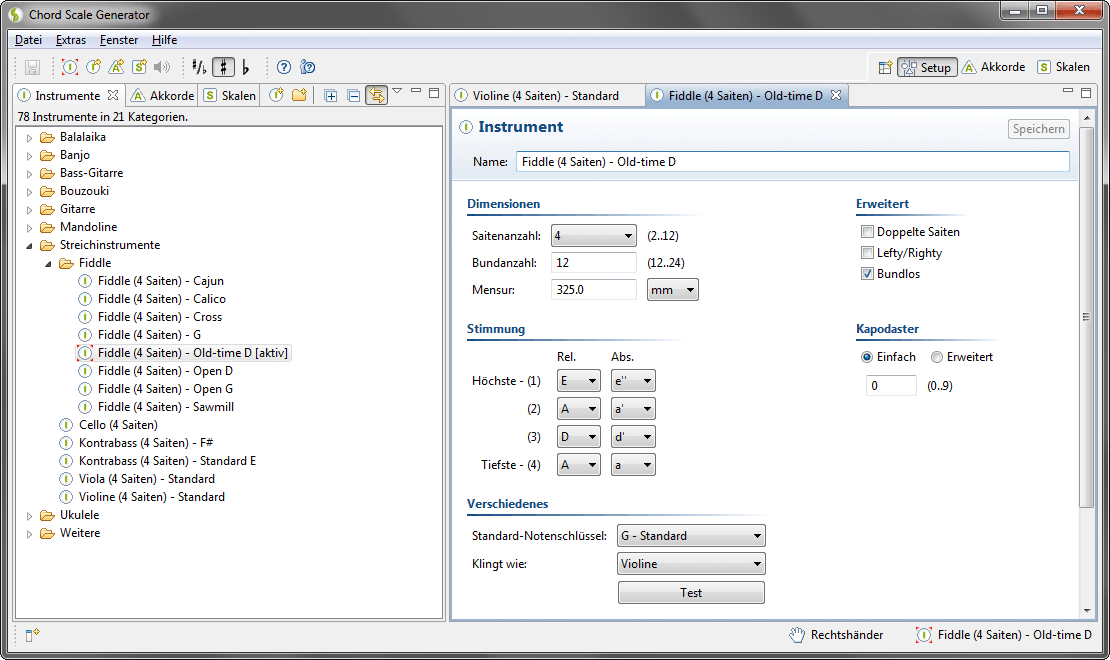 Chord Scale Generator
Datei Extras Fenster Hilfe
Setup Akkorde Skalen
Instrumente Akkorde Skalen
78 Instrumente in 21 Kategorien.
Balalaika
Banjo
Bass-Gitarre
Bouzouki
Gitarre
Mandoline
Streichinstrumente
Fiddle
Fiddle (4 Saiten) - Cajun
Fiddle (4 Saiten) - Calico
Fiddle (4 Saiten) - Cross
Fiddle (4 Saiten) - G
Fiddle (4 Saiten) - Old-time D [aktiv]
Fiddle (4 Saiten) - Open D
Fiddle (4 Saiten) - Open G
Fiddle (4 Saiten) - Sawmill
Cello (4 Saiten)
Kontrabass (4 Saiten) - F#
Kontrabass (4 Saiten) - Standard E
Viola (4 Saiten) - Standard
Violine (4 Saiten) - Standard
Ukulele
Weitere
Violine (4 Saiten) - Standard Fiddle (4 Saiten) - Old-time D
Instrument
Speichern
Name: Fiddle (4 Saiten) - Old-time D
Dimensionen
Saitenanzahl: 4 (2..12)
Bundanzahl: 12 (12..24)
Mensur: 325.0 mm
Erweitert
Doppelte Saiten
Lefty/Righty
Bundlos
Stimmung
Rel. Abs.
Höchste - (1) E e''
(2) A a'
(3) D d'
Tiefste - (4) A a
Kapodaster
Einfach Erweitert
0 (0..9)
Verschiedenes
Standard-Notenschlüssel: G - Standard
Klingt wie: Violine
Test
Rechtshänder Fiddle (4 Saiten) - Old-time D